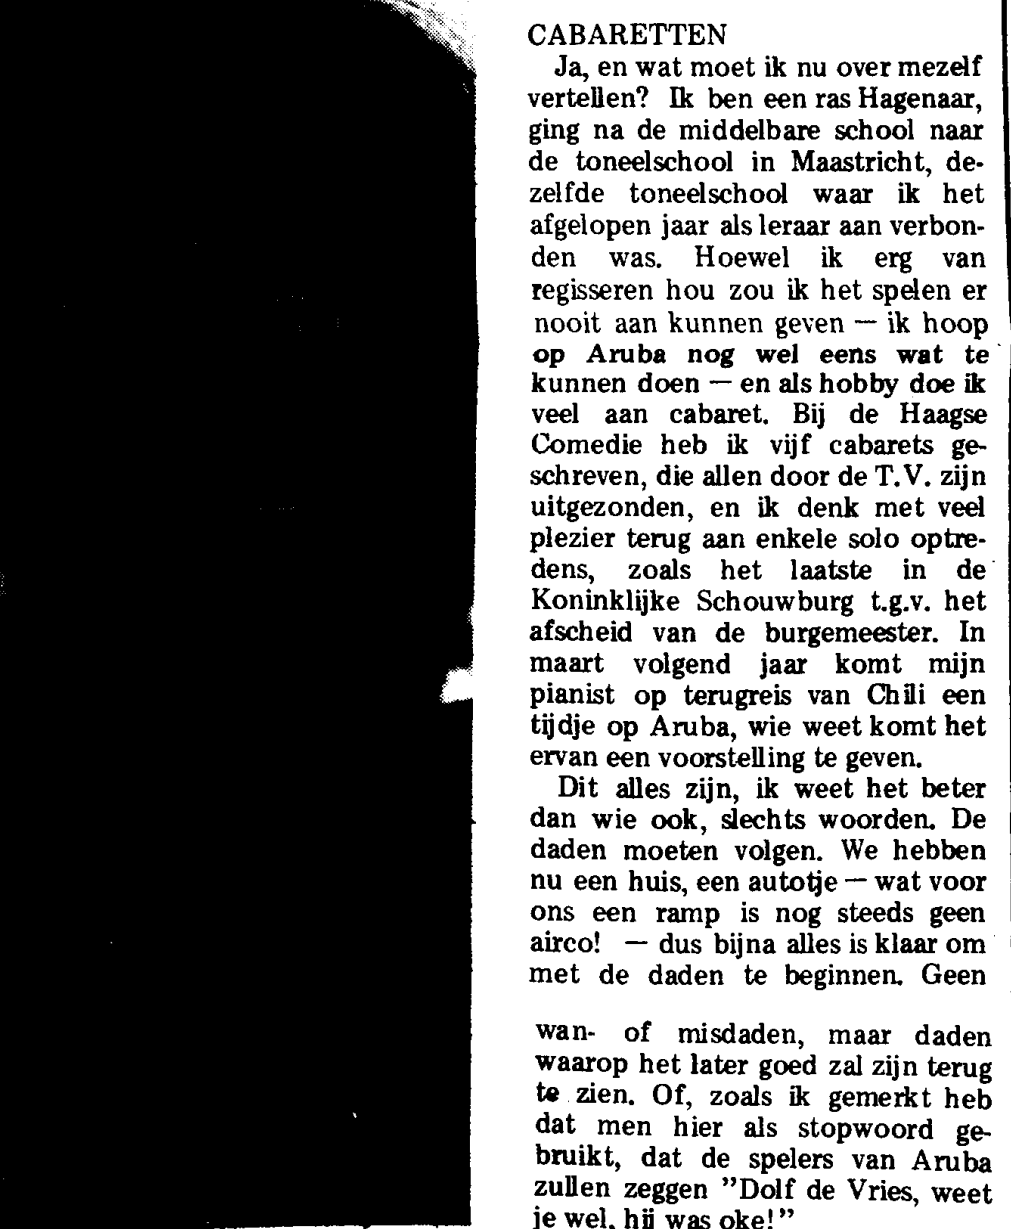 CABARETTEN
Ja, en wat moet ik nu over mezelf
vertellen? Ik ben een ras Hagenaar,
ging na de middelbare school naar
de toneelschool in Maastricht, de-
zelfde toneelschool waar ik het
afgelopen jaar als leraar aan verbon-
den was. Hoewel ik erg van
regisseren hou zou ik het spelen er
nooit aan kunnen geven — ik hoop
op Aruba nog wel eens wat te
kunnen doen — en als hobby doe ik
veel aan cabaret. Bij de Haagse
Comedie heb ik vijf cabarets ge-
schreven, die allen door de T.V. zijn
uitgezonden, en ik denk met veel
plezier terug aan enkele solo optre-
dens, zoals het laatste in de
Koninklijke Schouwburg t.g.v. het
afscheid van de burgemeester. In
maart volgend jaar komt mijn
pianist op terugreis van Chili een
tijdje op Aruba, wie weet komt het
ervan een voorstelling te geven.
Dit alles zijn, ik weet het beter
dan wie ook, slechts woorden. De
daden moeten volgen. We hebben
nu een huis, een autotje — wat voor
ons een ramp is nog steeds geen
airco! — dus bijna alles is klaar om
met de daden te beginnen. Geen
wan- of misdaden, maar daden
waarop het later goed zal zijn terug
te zien. Of, zoals ik gemerkt heb
dat men hier als stopwoord ge-
bruikt, dat de spelers van Aruba
zullen zeggen ”Dolf de Vries, weet
je wel, hij was oke!”